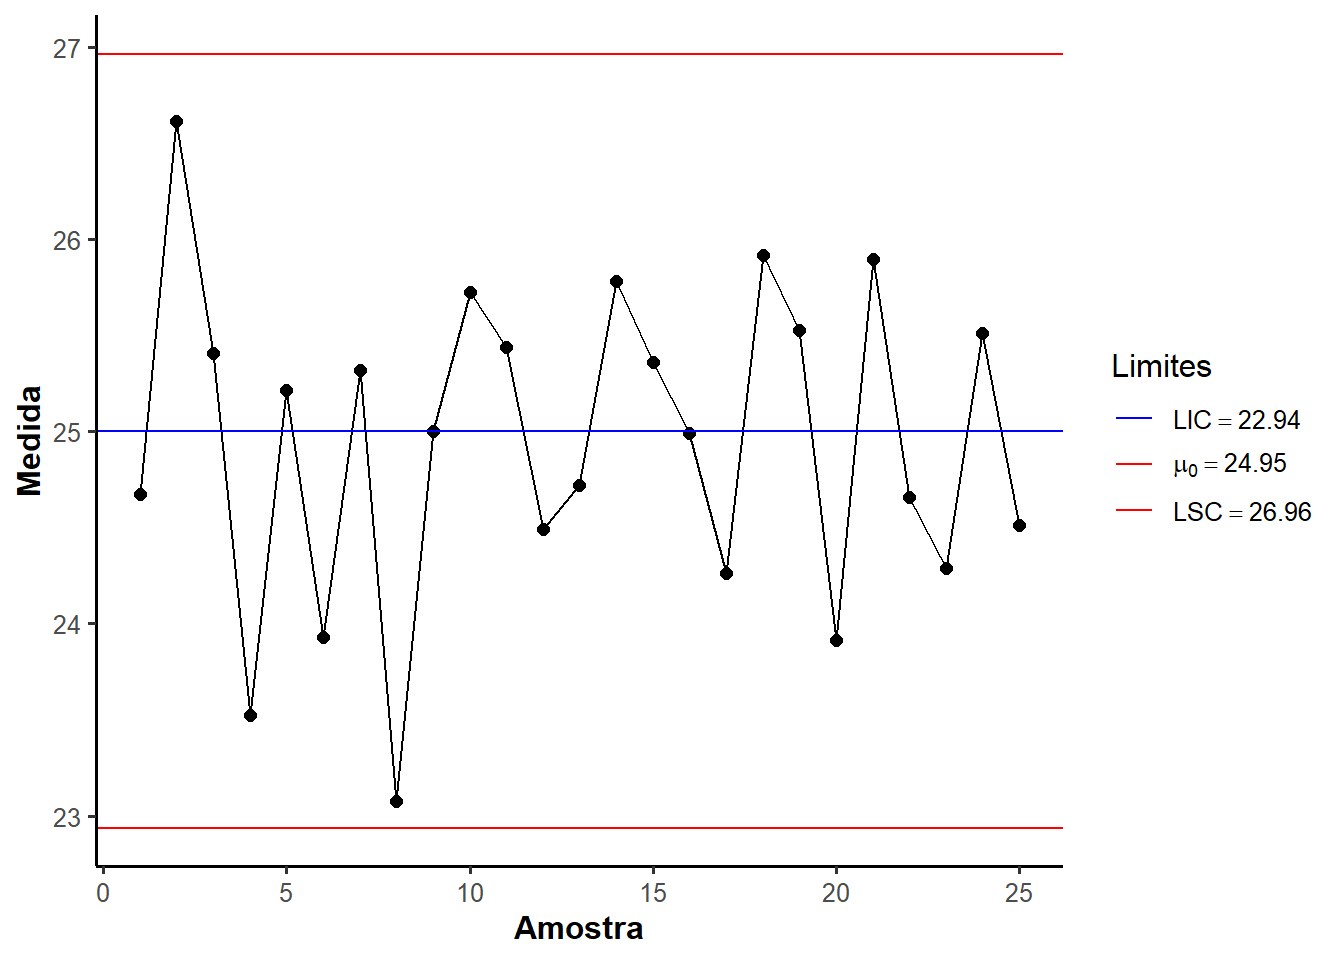 27
26
25
24
23
Medida
0 5 10 15 20 25
Amostra
Limites
LIC = 22.94
μ₀ = 24.95
LSC = 26.96